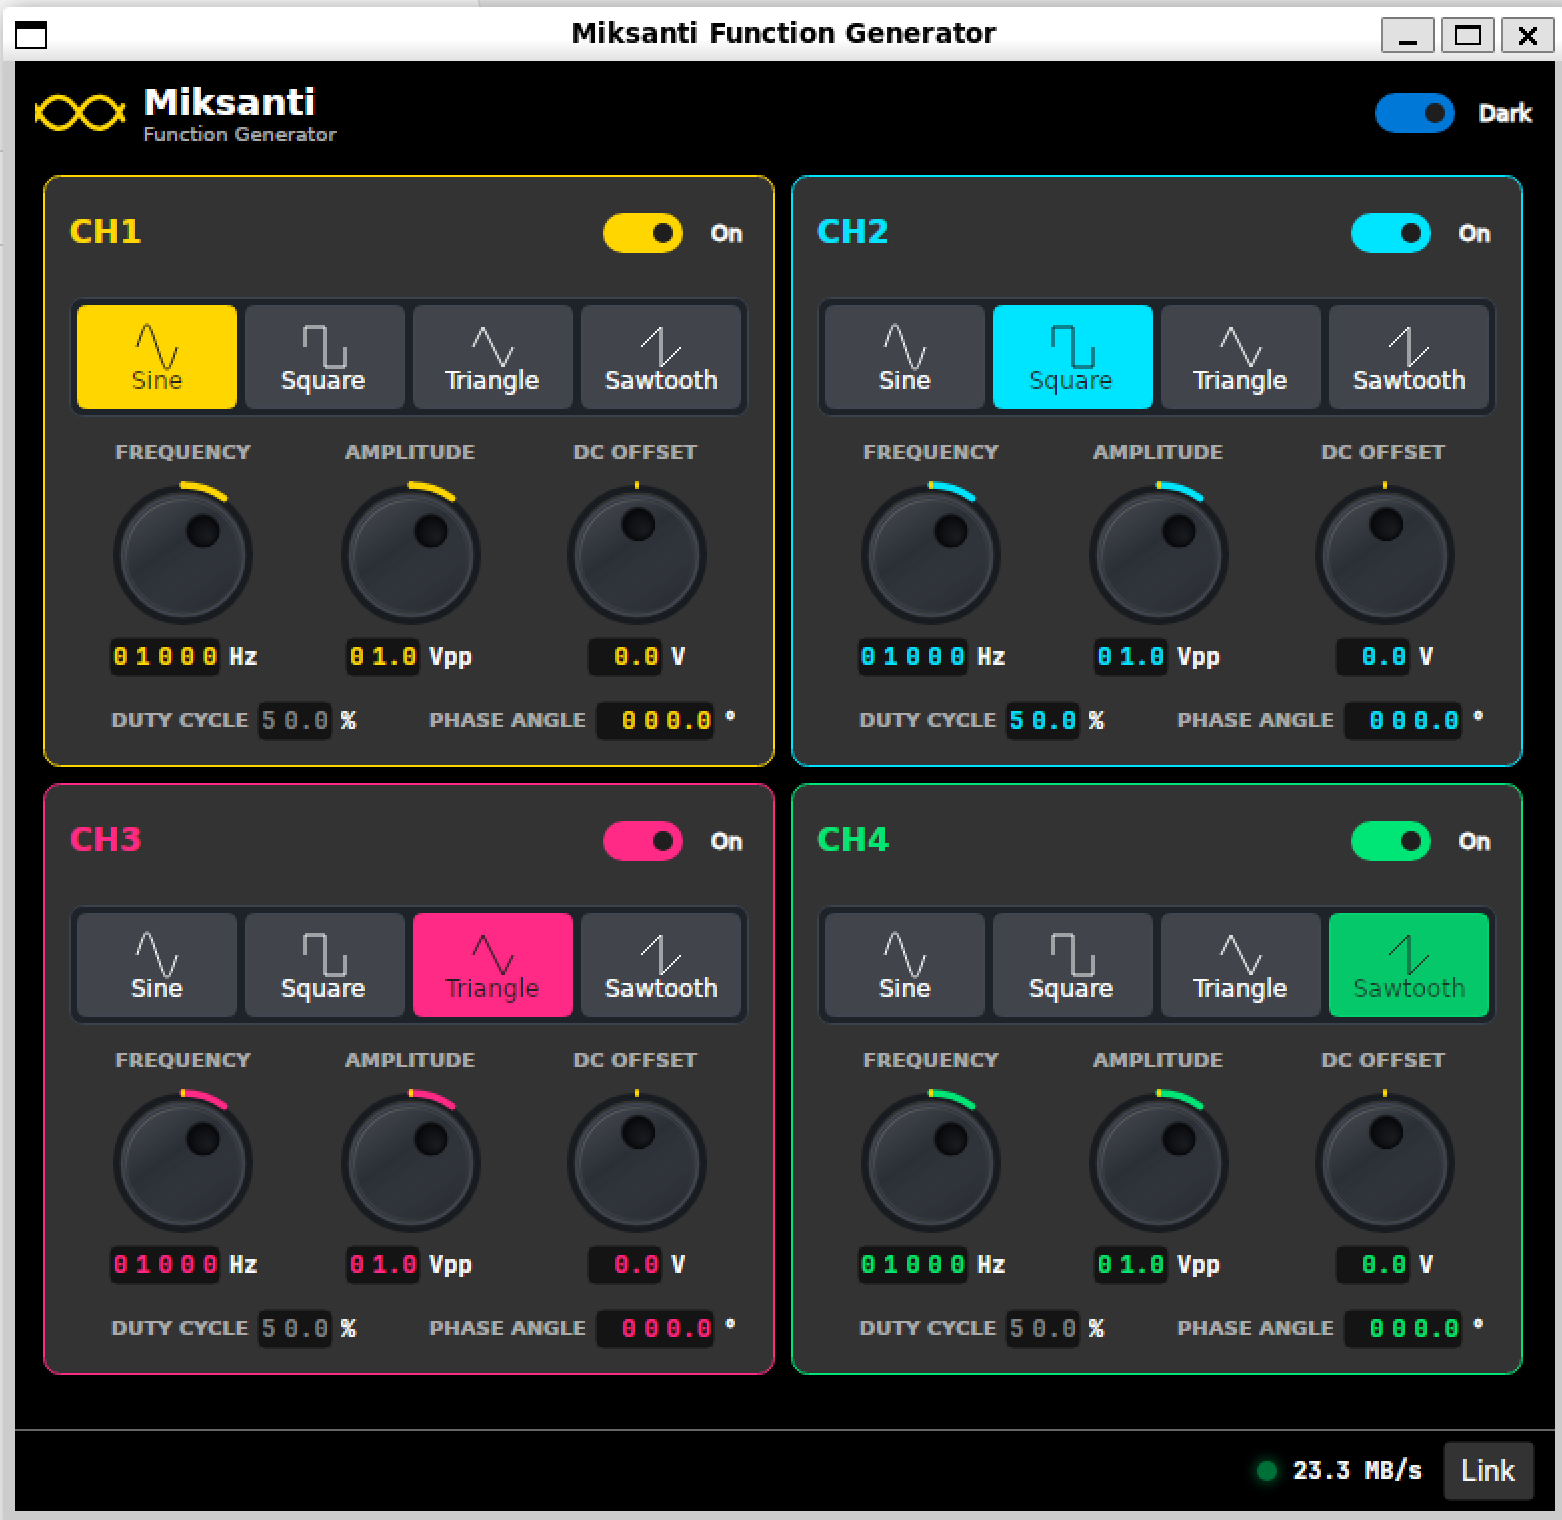 Miksanti Function Generator
Miksanti
Function Generator
Dark
CH1
On
Sine Square Triangle Sawtooth
FREQUENCY AMPLITUDE DC OFFSET
01000 Hz 01.0 Vpp 0.0 V
DUTY CYCLE 50.0 % PHASE ANGLE 000.0 °
CH2
On
Sine Square Triangle Sawtooth
FREQUENCY AMPLITUDE DC OFFSET
01000 Hz 01.0 Vpp 0.0 V
DUTY CYCLE 50.0 % PHASE ANGLE 000.0 °
CH3
On
Sine Square Triangle Sawtooth
FREQUENCY AMPLITUDE DC OFFSET
01000 Hz 01.0 Vpp 0.0 V
DUTY CYCLE 50.0 % PHASE ANGLE 000.0 °
CH4
On
Sine Square Triangle Sawtooth
FREQUENCY AMPLITUDE DC OFFSET
01000 Hz 01.0 Vpp 0.0 V
DUTY CYCLE 50.0 % PHASE ANGLE 000.0 °
23.3 MB/s Link